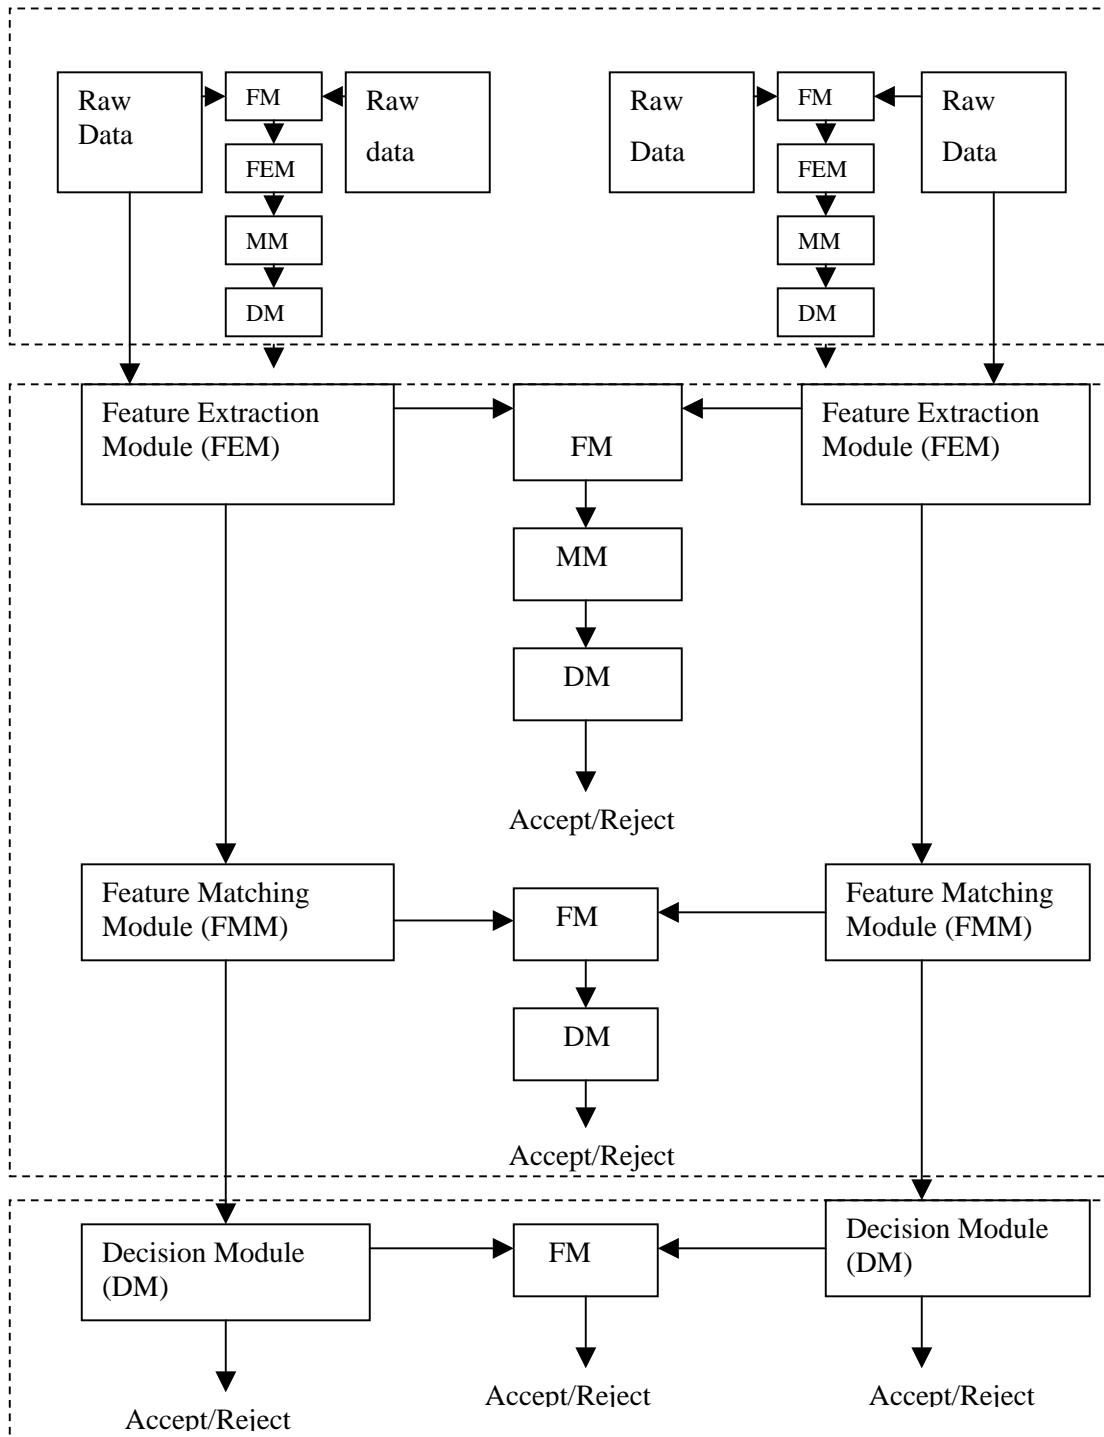 Raw
Data
FM
Raw
data
FEM
MM
DM
Raw
Data
FM
Raw
Data
FEM
MM
DM
Feature Extraction
Module (FEM)
FM
Feature Extraction
Module (FEM)
MM
DM
Accept/Reject
Feature Matching
Module (FMM)
FM
Feature Matching
Module (FMM)
DM
Accept/Reject
Decision Module
(DM)
FM
Decision Module
(DM)
Accept/Reject
Accept/Reject
Accept/Reject